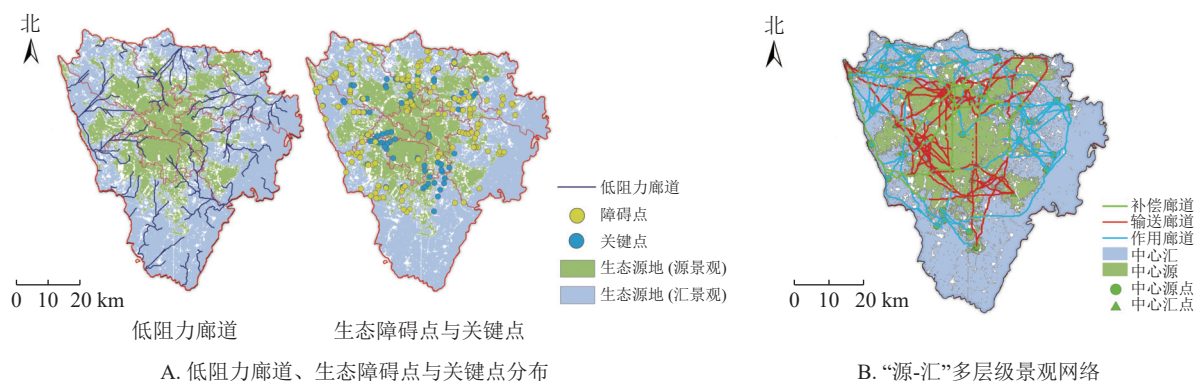 北
低阻力廊道
障碍点
关键点
生态源地 (源景观)
生态源地 (汇景观)
0 10 20 km
低阻力廊道
生态障碍点与关键点
A. 低阻力廊道、生态障碍点与关键点分布
北
补偿廊道
输送廊道
作用廊道
中心汇
中心源
中心源点
中心汇点
0 10 20 km
B. “源-汇”多层级景观网络